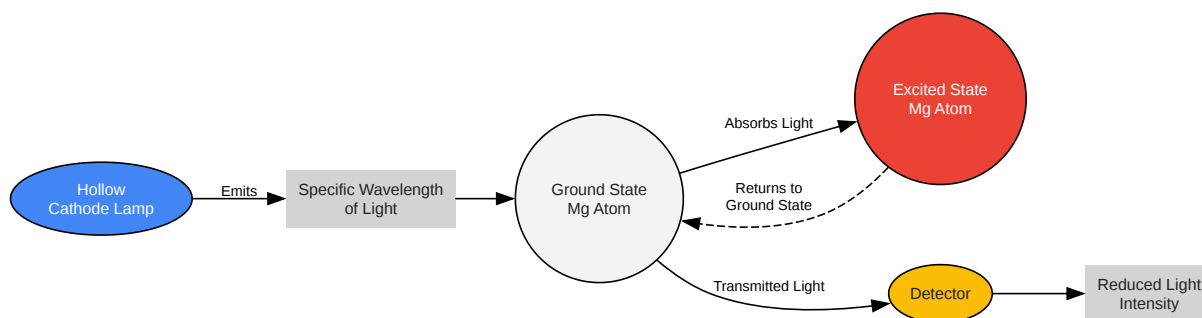 Hollow
Cathode Lamp
Emits
Specific Wavelength
of Light
Ground State
Mg Atom
Absorbs Light
Excited State
Mg Atom
Returns to
Ground State
Transmitted Light
Detector
Reduced Light
Intensity